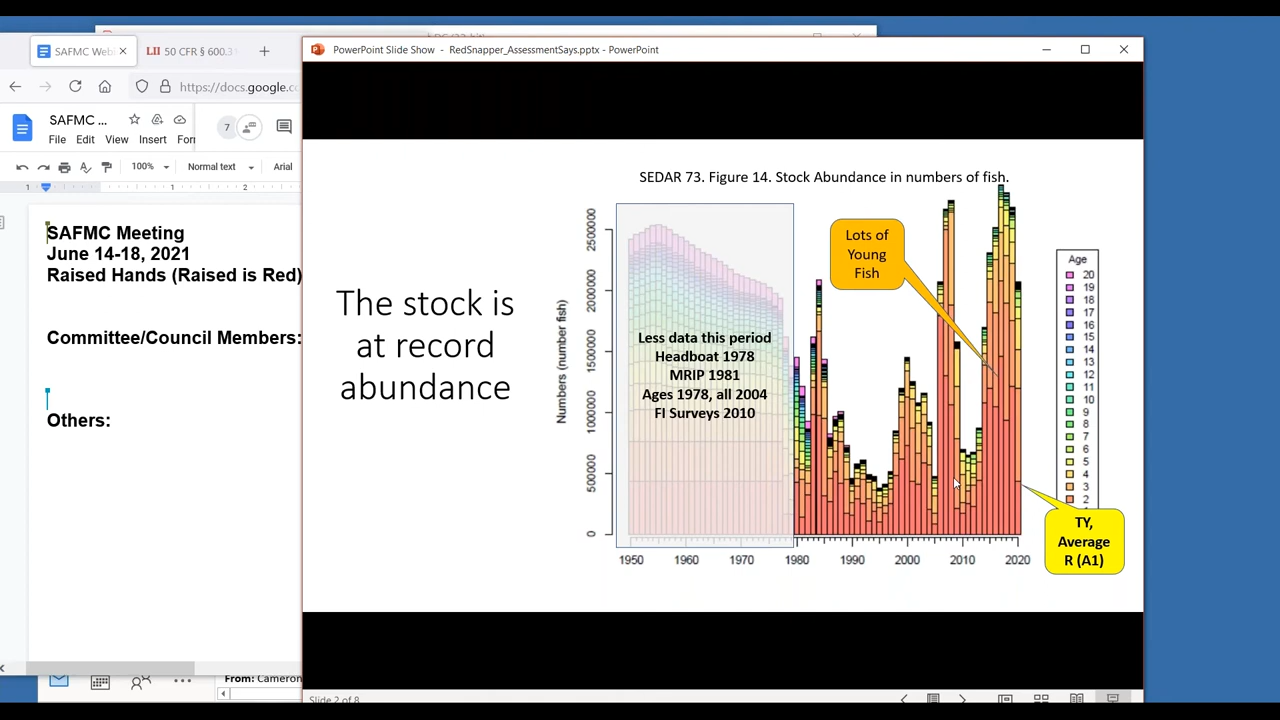 SAFMC Web
LII 50 CFR § 600.3
https://docs.google.c
SAFMC ...
7
File Edit View Insert For
100%
Normal text
Arial
1 1 2
SAFMC Meeting
June 14-18, 2021
Raised Hands (Raised is Red)
Committee/Council Members:
Others:
From: Cameron
PowerPoint Slide Show - RedSnapper_AssessmentSays.pptx - PowerPoint
The stock is
at record
abundance
SEDAR 73. Figure 14. Stock Abundance in numbers of fish.
Numbers (number fish)
2500000
2000000
1500000
1000000
500000
0
1950 1960 1970 1980 1990 2000 2010 2020
Less data this period
Headboat 1978
MRIP 1981
Ages 1978, all 2004
FI Surveys 2010
Lots of
Young
Fish
Age
20
19
18
17
16
15
14
13
12
11
10
9
8
7
6
5
4
3
2
TY,
Average
R (A1)
Slide 2 of 8